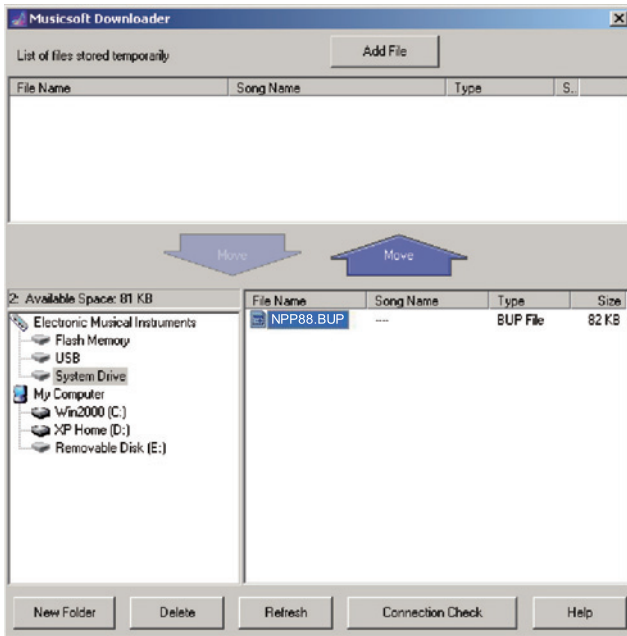 Musicsoft Downloader
List of files stored temporarily
Add File
File Name Song Name Type S..
Move Move
2: Available Space: 81 KB
Electronic Musical Instruments
Flash Memory
USB
System Drive
My Computer
Win2000 (C:)
XP Home (D:)
Removable Disk (E:)
File Name Song Name Type Size
NPP88.BUP --- BUP File 82 KB
New Folder Delete Refresh Connection Check Help